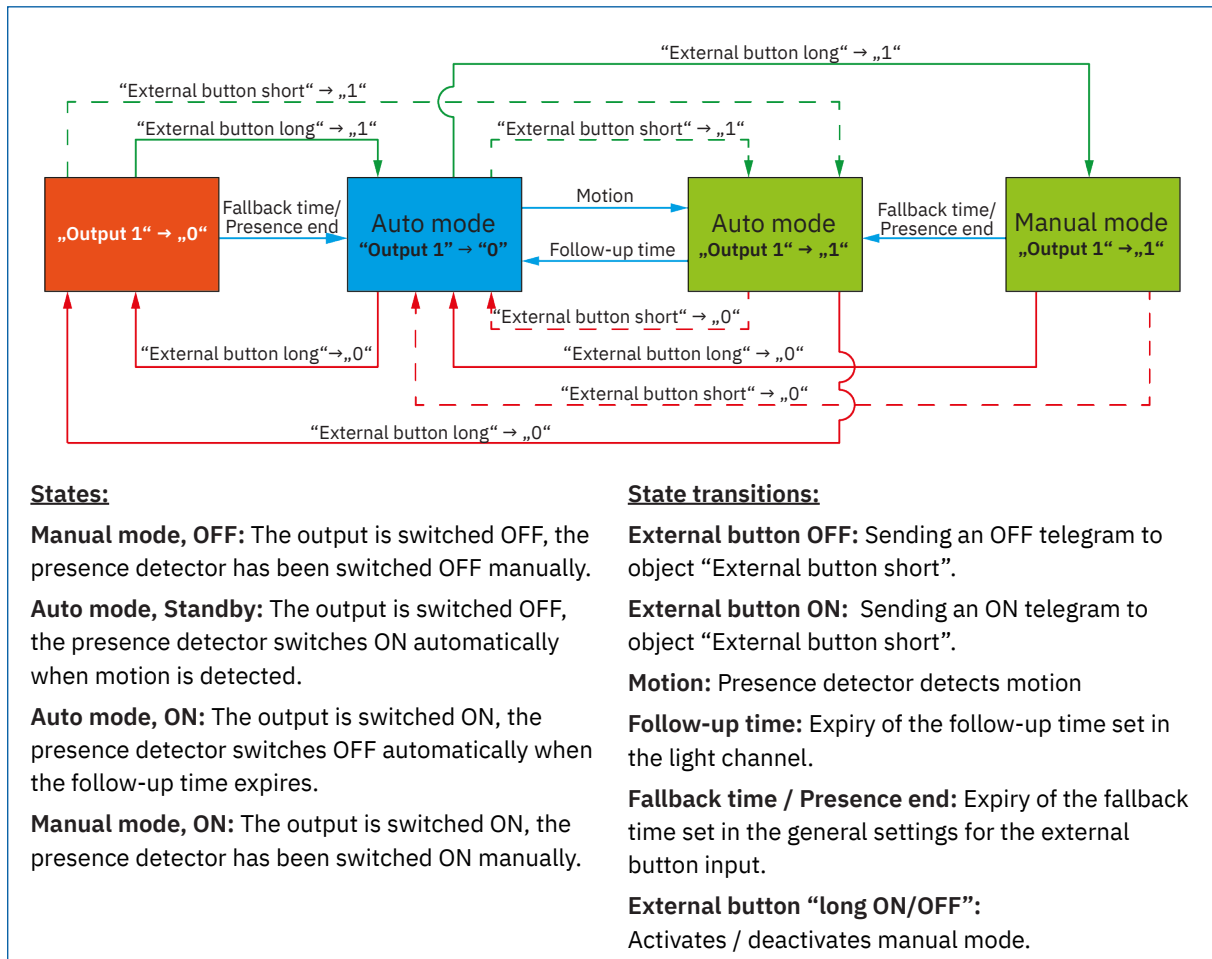 “External button long“ → „1“
“External button short“ → „1“
“External button long“ → „1“
“External button short“ → „1“
„Output 1“ → „0“
Fallback time/
Presence end
Auto mode
“Output 1” → “0”
Motion
Follow-up time
Auto mode
„Output 1“ → „1“
Fallback time/
Presence end
Manual mode
„Output 1“ →„1“
“External button short“ → „0“
“External button long“→„0“
“External button long“ → „0“
“External button short“ → „0“
“External button long“ → „0“
States:
Manual mode, OFF: The output is switched OFF, the
presence detector has been switched OFF manually.
Auto mode, Standby: The output is switched OFF,
the presence detector switches ON automatically
when motion is detected.
Auto mode, ON: The output is switched ON, the
presence detector switches OFF automatically when
the follow-up time expires.
Manual mode, ON: The output is switched ON, the
presence detector has been switched ON manually.
State transitions:
External button OFF: Sending an OFF telegram to
object “External button short”.
External button ON: Sending an ON telegram to
object “External button short”.
Motion: Presence detector detects motion
Follow-up time: Expiry of the follow-up time set in
the light channel.
Fallback time / Presence end: Expiry of the fallback
time set in the general settings for the external
button input.
External button “long ON/OFF”:
Activates / deactivates manual mode.